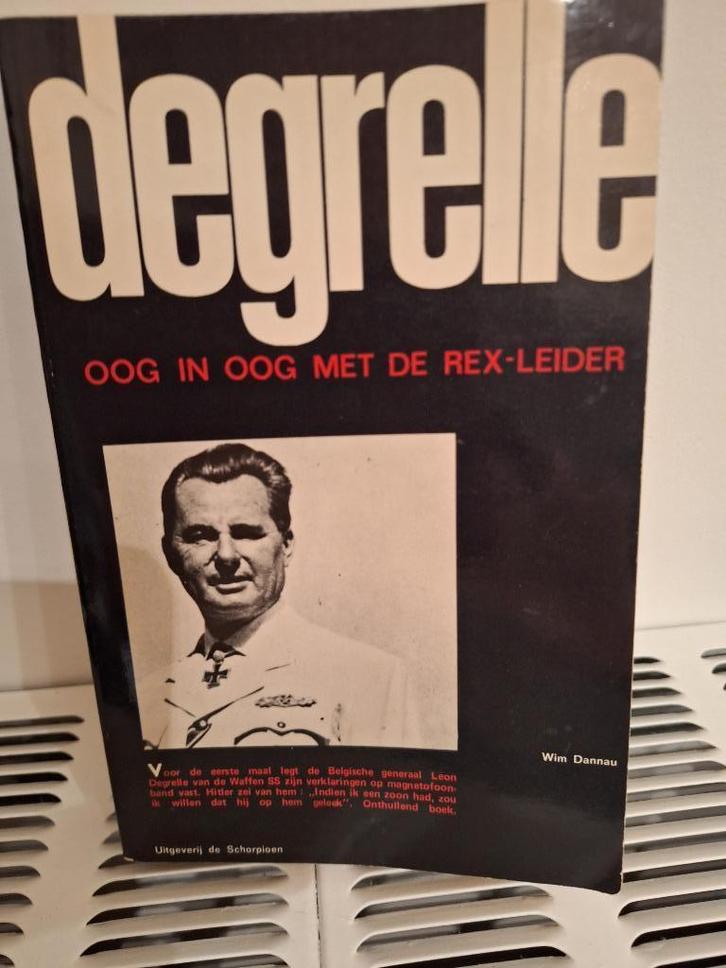 degrelle
OOG IN OOG MET DE REX-LEIDER
Wim Dannau
Voor de eerste maal legt de Belgische generaal Léon
Degrelle van de Waffen SS zijn verklaringen op magnetofoon-
band vast. Hitler zei van hem : „Indien ik een zoon had, zou
ik willen dat hij op hem geleek". Onthullend boek.
Uitgeverij de Schorpioen